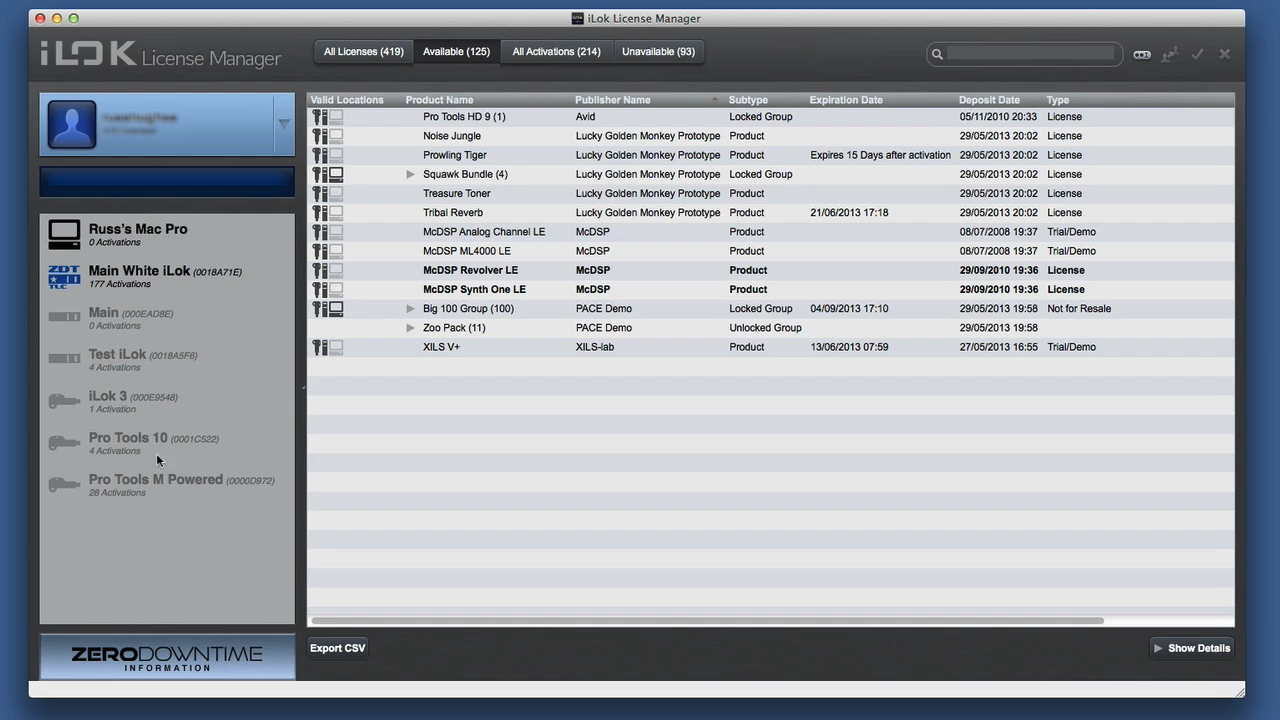 iLok License Manager
iLOK License Manager
All Licenses (419) Available (125) All Activations (214) Unavailable (93)
Valid Locations Product Name Publisher Name Subtype Expiration Date Deposit Date Type
Pro Tools HD 9 (1) Avid Locked Group 05/11/2010 20:33 License
Noise Jungle Lucky Golden Monkey Prototype Product 29/05/2013 20:02 License
Prowling Tiger Lucky Golden Monkey Prototype Product Expires 15 Days after activation 29/05/2013 20:02 License
Squawk Bundle (4) Lucky Golden Monkey Prototype Locked Group 29/05/2013 20:02 License
Treasure Toner Lucky Golden Monkey Prototype Product 29/05/2013 20:02 License
Tribal Reverb Lucky Golden Monkey Prototype Product 21/06/2013 17:18 29/05/2013 20:02 License
McDSP Analog Channel LE McDSP Product 08/07/2008 19:37 Trial/Demo
McDSP ML4000 LE McDSP Product 08/07/2008 19:37 Trial/Demo
McDSP Revolver LE McDSP Product 29/09/2010 19:36 License
McDSP Synth One LE McDSP Product 29/09/2010 19:36 License
Big 100 Group (100) PACE Demo Locked Group 04/09/2013 17:10 29/05/2013 19:58 Not for Resale
Zoo Pack (11) PACE Demo Unlocked Group 29/05/2013 19:58
XILS V+ XILS-lab Product 13/06/2013 07:59 27/05/2013 16:55 Trial/Demo
Russ's Mac Pro
0 Activations
ZDT
TLC
Main White iLok (0018A71E)
177 Activations
Main (000EAD8E)
0 Activations
Test iLok (0018A5F6)
4 Activations
iLok 3 (000E9548)
1 Activation
Pro Tools 10 (0001C522)
4 Activations
Pro Tools M Powered (0000D972)
28 Activations
ZERODOWNTIME
INFORMATION
Export CSV
Show Details